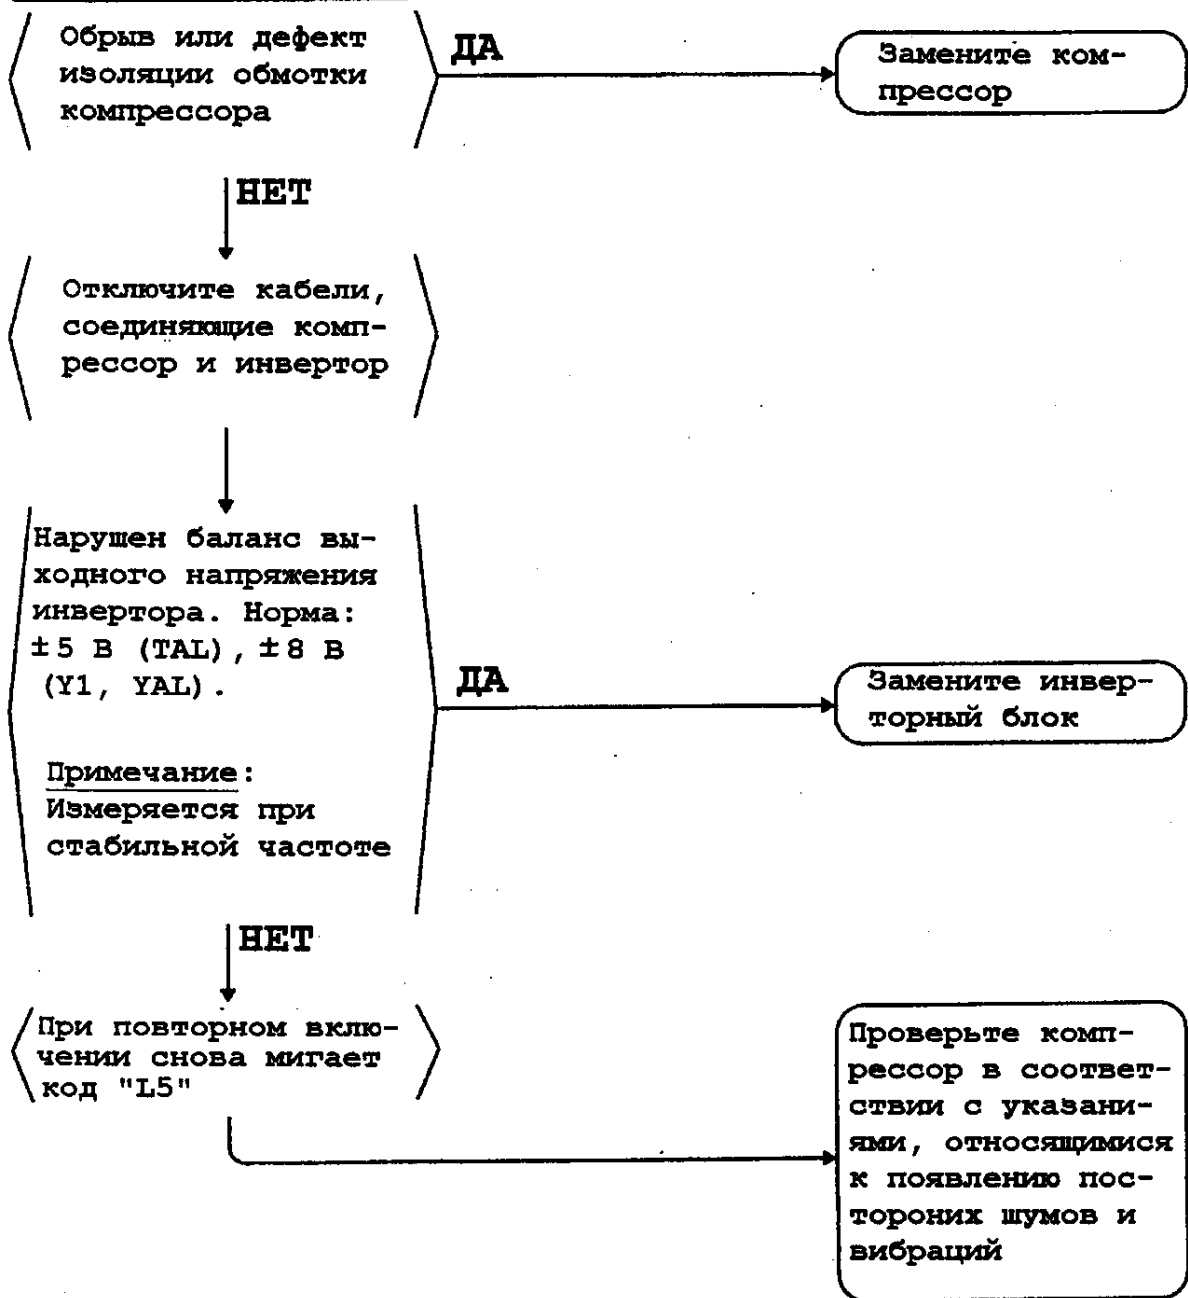 Обрыв или дефект
изоляции обмотки
компрессора
ДА
Замените ком-
прессор
НЕТ
Отключите кабели,
соединяющие комп-
рессор и инвертор
Нарушен баланс вы-
ходного напряжения
инвертора. Норма:
±5 В (TAL), ±8 В
(Y1, YAL).
Примечание:
Измеряется при
стабильной частоте
ДА
Замените инвер-
торный блок
НЕТ
При повторном вклю-
чении снова мигает
код "L5"
Проверьте комп-
рессор в соответ-
ствии с указани-
ями, относящимися
к появлению пос-
тороних шумов и
вибраций